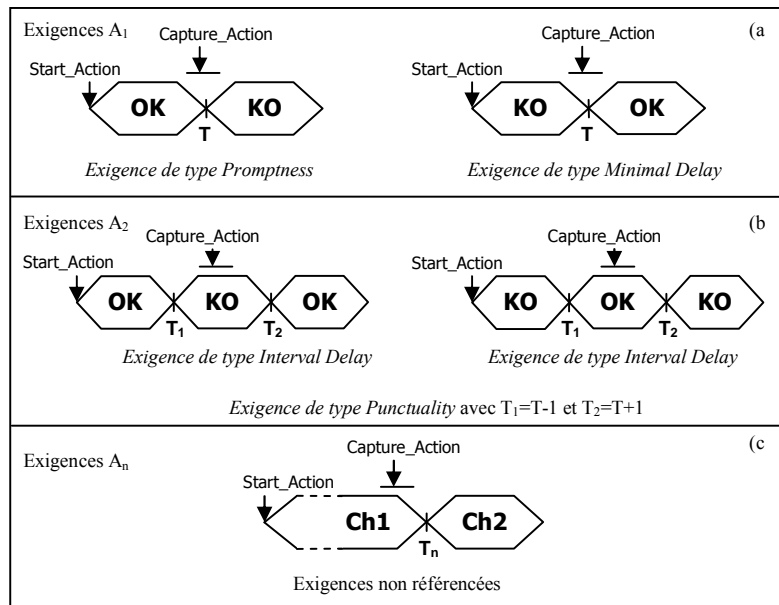 Exigences A1
Capture_Action
Capture_Action
(a
Start_Action
Start_Action
OK
KO
KO
OK
T
T
Exigence de type Promptness
Exigence de type Minimal Delay
Exigences A2
Capture_Action
Capture_Action
(b
Start_Action
Start_Action
OK
KO
OK
KO
OK
KO
T1
T2
T1
T2
Exigence de type Interval Delay
Exigence de type Interval Delay
Exigence de type Punctuality avec T1=T-1 et T2=T+1
Exigences An
Capture_Action
(c
Start_Action
Ch1
Ch2
Tn
Exigences non référencées